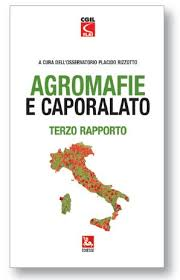 CGIL
A CURA DELL'OSSERVATORIO PLACIDO RIZZOTTO
AGROMAFIE
E CAPORALATO
TERZO RAPPORTO
EDIESSE